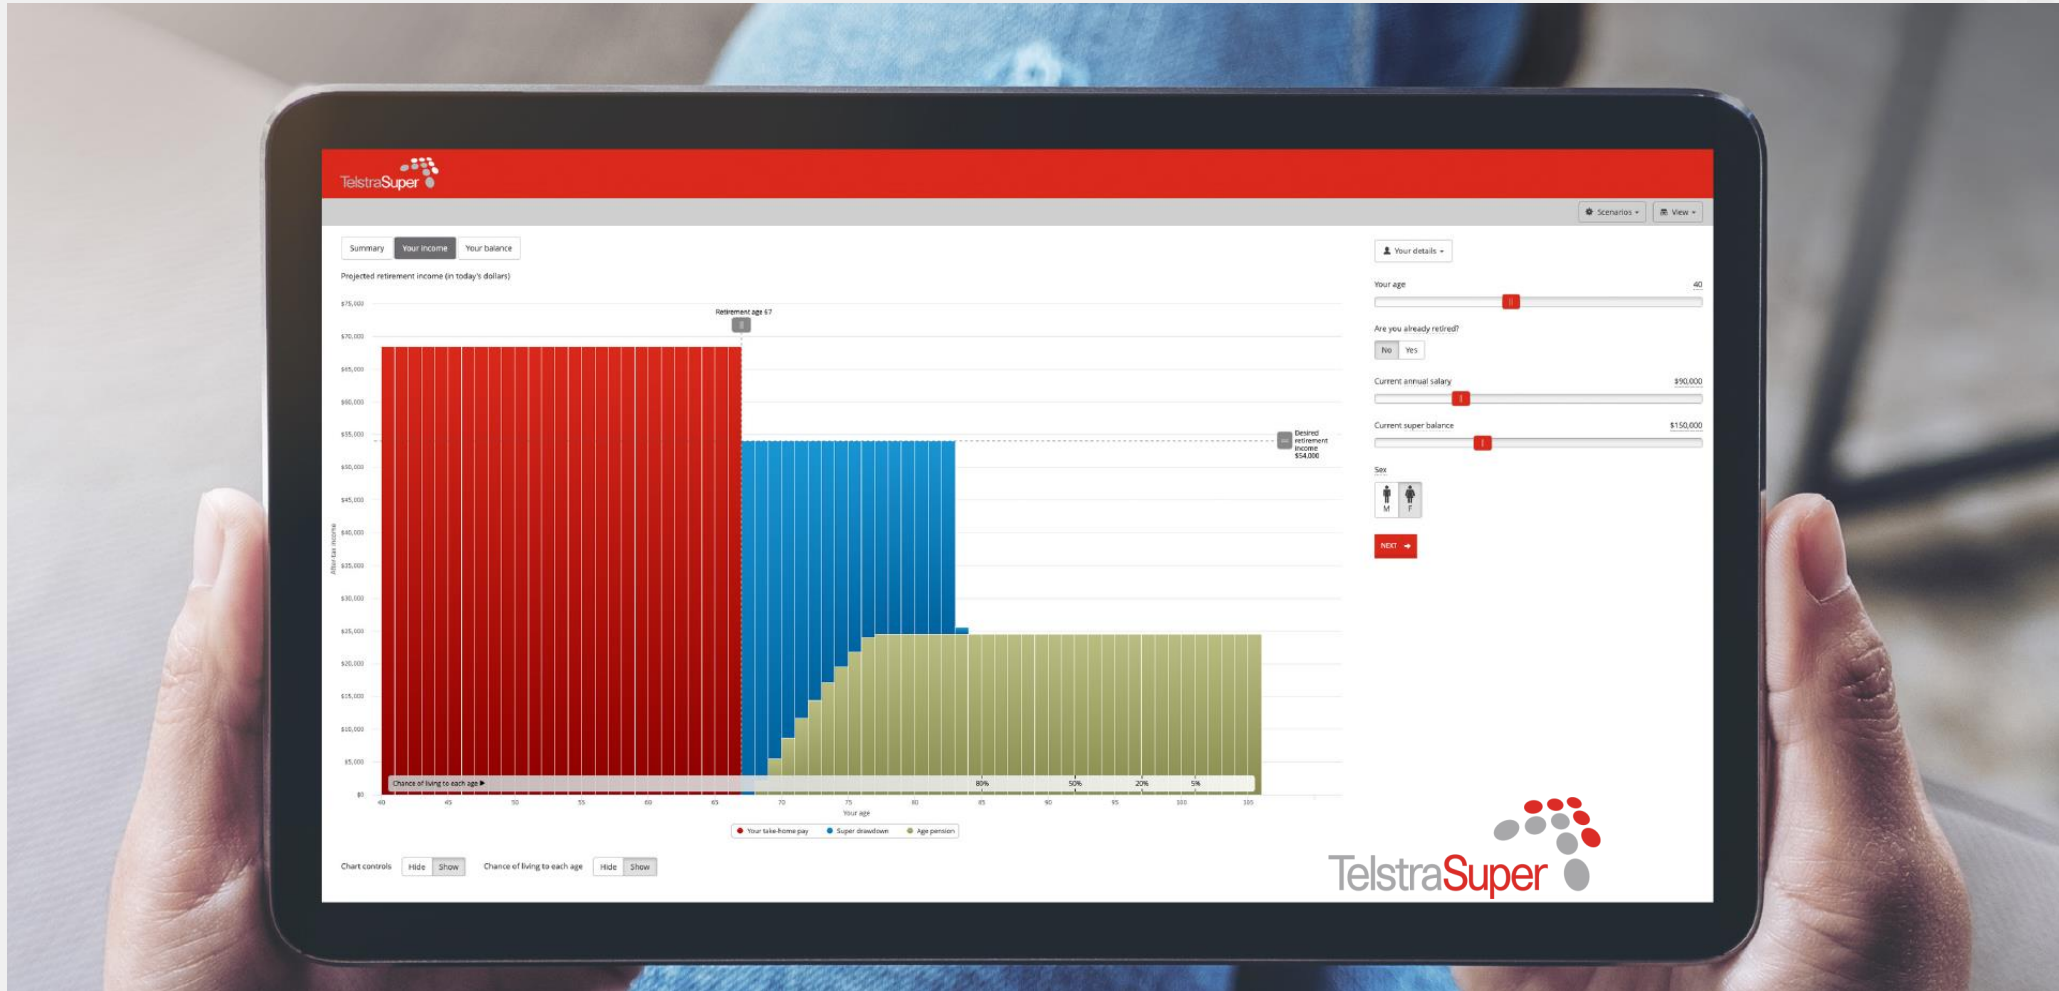 TelstraSuper
Scenarios
View
Summary
Your income
Your balance
Projected retirement income (in today's dollars)
$75,000
$70,000
$65,000
$60,000
$55,000
$50,000
$45,000
$40,000
$35,000
$30,000
$25,000
$20,000
$15,000
$10,000
$5,000
$0
After-tax income
Retirement age 67
Desired
retirement
income
$54,000
Chance of living to each age
80%
50%
20%
5%
40 45 50 55 60 65 70 75 80 85 90 95 100 105
Your age
Your take-home pay
Super drawdown
Age pension
Chart controls
Hide
Show
Chance of living to each age
Hide
Show
Your details
Your age
40
Are you already retired?
No
Yes
Current annual salary
$90,000
Current super balance
$150,000
Sex
M
F
NEXT
TelstraSuper